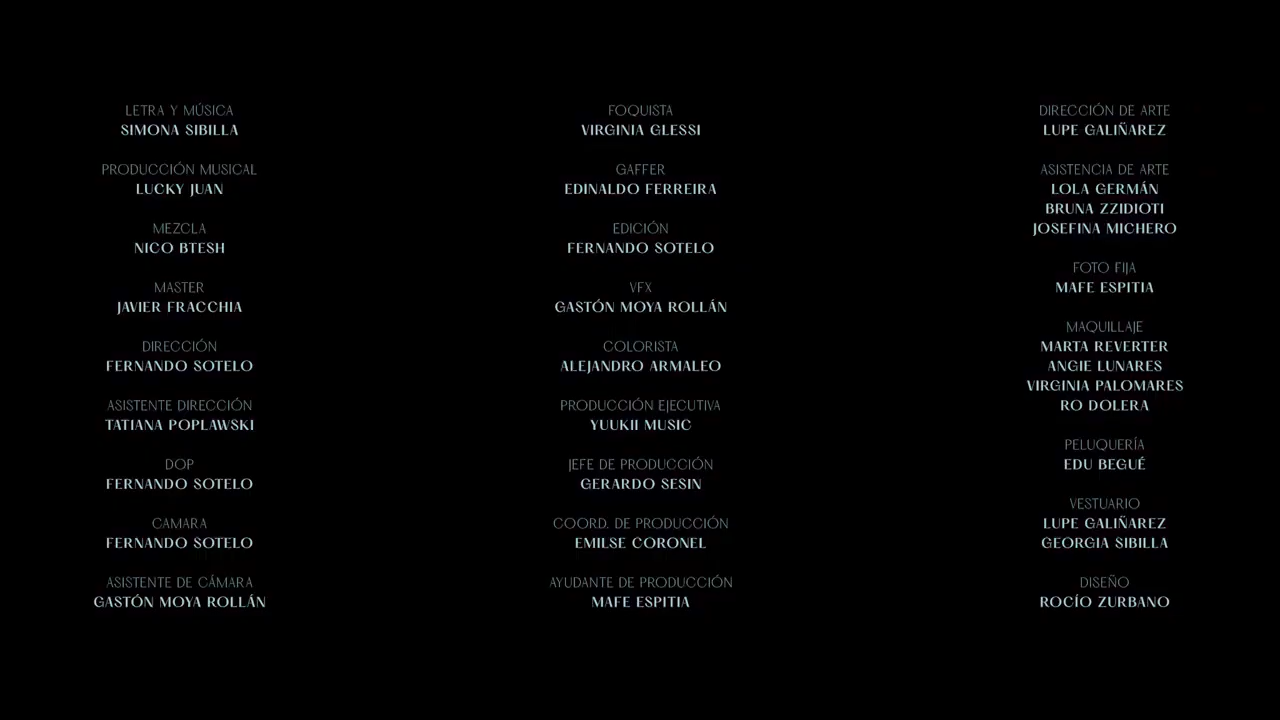 LETRA Y MÚSICA
SIMONA SIBILLA
PRODUCCIÓN MUSICAL
LUCKY JUAN
MEZCLA
NICO BTESH
MASTER
JAVIER FRACCHIA
DIRECCIÓN
FERNANDO SOTELO
ASISTENTE DIRECCIÓN
TATIANA POPLAWSKI
DOP
FERNANDO SOTELO
CÁMARA
FERNANDO SOTELO
ASISTENTE DE CÁMARA
GASTÓN MOYA ROLLÁN
FOQUISTA
VIRGINIA GLESSI
GAFFER
EDINALDO FERREIRA
EDICIÓN
FERNANDO SOTELO
VFX
GASTÓN MOYA ROLLÁN
COLORISTA
ALEJANDRO ARMALEO
PRODUCCIÓN EJECUTIVA
YUUKII MUSIC
JEFE DE PRODUCCIÓN
GERARDO SESIN
COORD. DE PRODUCCIÓN
EMILSE CORONEL
AYUDANTE DE PRODUCCIÓN
MAFE ESPITIA
DIRECCIÓN DE ARTE
LUPE GALIÑAREZ
ASISTENCIA DE ARTE
LOLA GERMÁN
BRUNA ZZIDIOTI
JOSEFINA MICHERO
FOTO FIJA
MAFE ESPITIA
MAQUILLAJE
MARTA REVERTER
ANGIE LUNARES
VIRGINIA PALOMARES
RO DOLERA
PELUQUERÍA
EDU BEGUÉ
VESTUARIO
LUPE GALIÑAREZ
GEORGIA SIBILLA
DISEÑO
ROCÍO ZURBANO